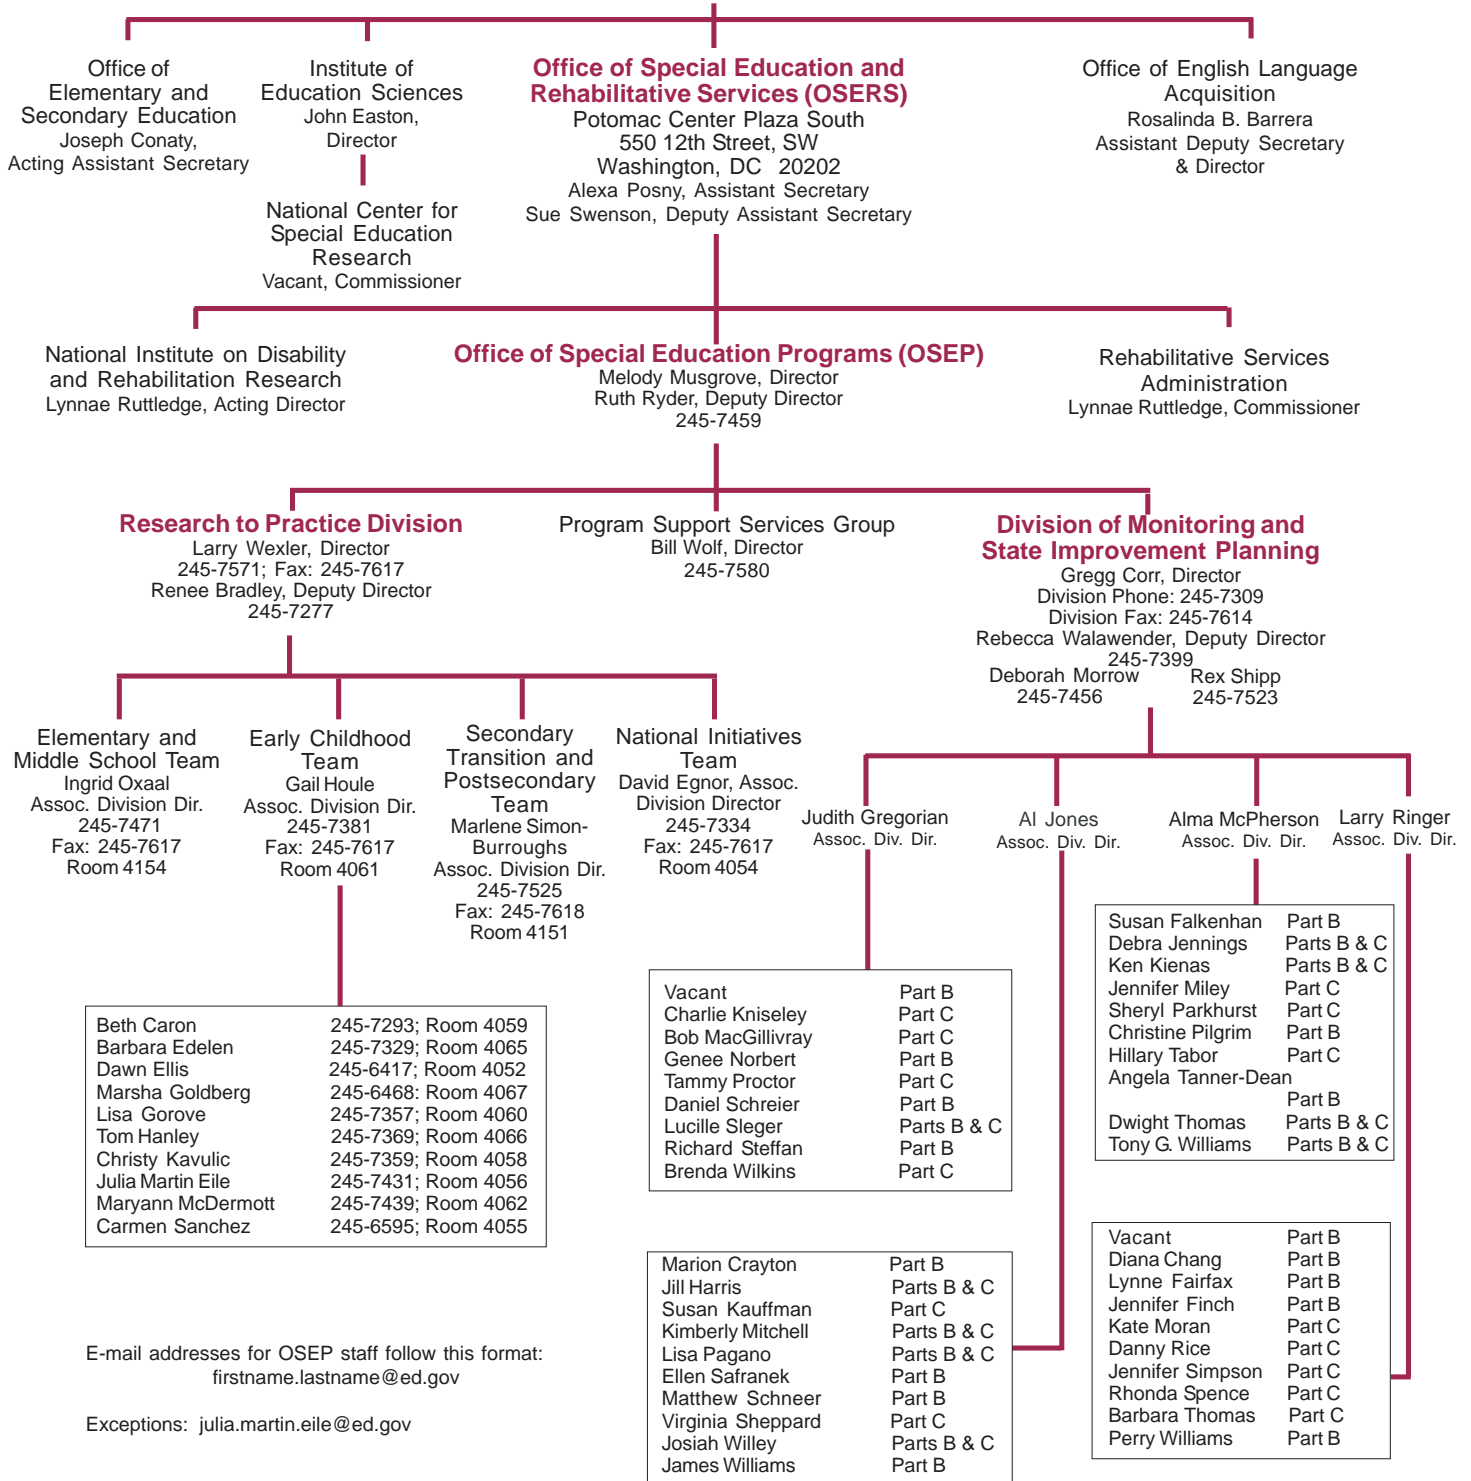 Office of
Elementary and
Secondary Education
Joseph Conaty,
Acting Assistant Secretary
Institute of
Education Sciences
John Easton,
Director
National Center for
Special Education
Research
Vacant, Commissioner
Office of Special Education and
Rehabilitative Services (OSERS)
Potomac Center Plaza South
550 12th Street, SW
Washington, DC 20202
Alexa Posny, Assistant Secretary
Sue Swenson, Deputy Assistant Secretary
Office of English Language
Acquisition
Rosalinda B. Barrera
Assistant Deputy Secretary
& Director
National Institute on Disability
and Rehabilitation Research
Lynnae Ruttledge, Acting Director
Office of Special Education Programs (OSEP)
Melody Musgrove, Director
Ruth Ryder, Deputy Director
245-7459
Rehabilitative Services
Administration
Lynnae Ruttledge, Commissioner
Research to Practice Division
Larry Wexler, Director
245-7571; Fax: 245-7617
Renee Bradley, Deputy Director
245-7277
Program Support Services Group
Bill Wolf, Director
245-7580
Division of Monitoring and
State Improvement Planning
Gregg Corr, Director
Division Phone: 245-7309
Division Fax: 245-7614
Rebecca Walawender, Deputy Director
245-7399
Deborah Morrow
245-7456
Rex Shipp
245-7523
Elementary and
Middle School Team
Ingrid Oxaal
Assoc. Division Dir.
245-7471
Fax: 245-7617
Room 4154
Early Childhood
Team
Gail Houle
Assoc. Division Dir.
245-7381
Fax: 245-7617
Room 4061
Secondary
Transition and
Postsecondary
Team
Marlene Simon-
Burroughs
Assoc. Division Dir.
245-7525
Fax: 245-7618
Room 4151
National Initiatives
Team
David Egnor, Assoc.
Division Director
245-7334
Fax: 245-7617
Room 4054
Judith Gregorian
Assoc. Div. Dir.
Al Jones
Assoc. Div. Dir.
Alma McPherson
Assoc. Div. Dir.
Larry Ringer
Assoc. Div. Dir.
Beth Caron 245-7293; Room 4059
Barbara Edelen 245-7329; Room 4065
Dawn Ellis 245-6417; Room 4052
Marsha Goldberg 245-6468: Room 4067
Lisa Gorove 245-7357; Room 4060
Tom Hanley 245-7369; Room 4066
Christy Kavulic 245-7359; Room 4058
Julia Martin Eile 245-7431; Room 4056
Maryann McDermott 245-7439; Room 4062
Carmen Sanchez 245-6595; Room 4055
Vacant Part B
Charlie Kniseley Part C
Bob MacGillivray Part C
Genee Norbert Part B
Tammy Proctor Part C
Daniel Schreier Part B
Lucille Sleger Parts B & C
Richard Steffan Part B
Brenda Wilkins Part C
Susan Falkenhan Part B
Debra Jennings Parts B & C
Ken Kienas Parts B & C
Jennifer Miley Part C
Sheryl Parkhurst Part C
Christine Pilgrim Part B
Hillary Tabor Part C
Angela Tanner-Dean
Part B
Dwight Thomas Parts B & C
Tony G. Williams Parts B & C
Marion Crayton Part B
Jill Harris Parts B & C
Susan Kauffman Part C
Kimberly Mitchell Parts B & C
Lisa Pagano Parts B & C
Ellen Safranek Part B
Matthew Schneer Part B
Virginia Sheppard Part C
Josiah Willey Parts B & C
James Williams Part B
Vacant Part B
Diana Chang Part B
Lynne Fairfax Part B
Jennifer Finch Part B
Kate Moran Part C
Danny Rice Part C
Jennifer Simpson Part C
Rhonda Spence Part C
Barbara Thomas Part C
Perry Williams Part B
E-mail addresses for OSEP staff follow this format:
firstname.lastname@ed.gov
Exceptions: julia.martin.eile@ed.gov